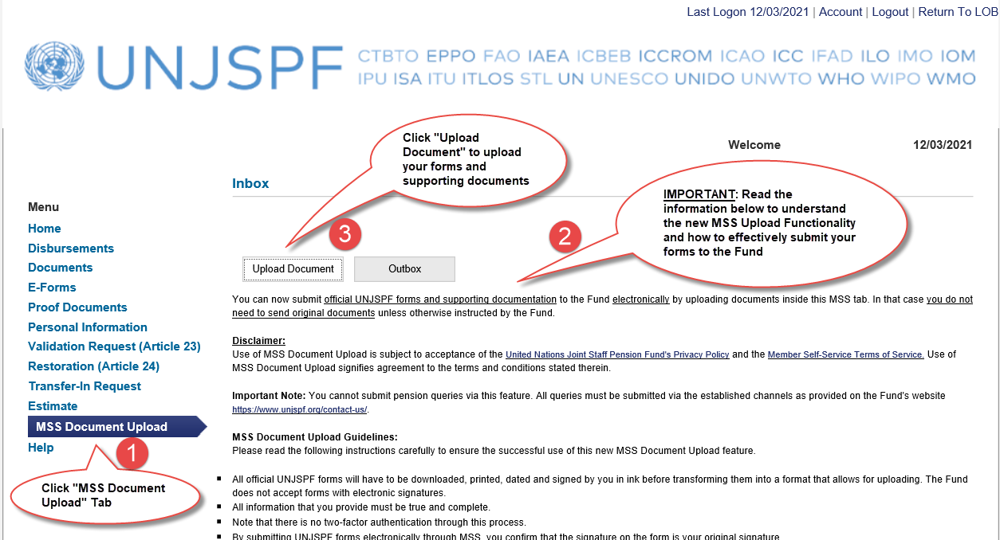 Last Logon 12/03/2021 | Account | Logout | Return To LOB
UNJSPF
CTBTO EPPO FAO IAEA ICBEB ICCROM ICAO ICC IFAD ILO IMO IOM
IPU ISA ITU ITLOS STL UN UNESCO UNIDO UNWTO WHO WIPO WMO
Click "Upload
Document" to upload
your forms and
supporting documents
Welcome
12/03/2021
Inbox
IMPORTANT: Read the
information below to understand
the new MSS Upload Functionality
and how to effectively submit your
forms to the Fund
Menu
Home
Disbursements
Documents
E-Forms
Proof Documents
Personal Information
Validation Request (Article 23)
Restoration (Article 24)
Transfer-In Request
Estimate
MSS Document Upload
Help
3
2
Upload Document
Outbox
You can now submit official UNJSPF forms and supporting documentation to the Fund electronically by uploading documents inside this MSS tab. In that case you do not
need to send original documents unless otherwise instructed by the Fund.
Disclaimer:
Use of MSS Document Upload is subject to acceptance of the United Nations Joint Staff Pension Fund's Privacy Policy and the Member Self-Service Terms of Service. Use of
MSS Document Upload signifies agreement to the terms and conditions stated therein.
Important Note: You cannot submit pension queries via this feature. All queries must be submitted via the established channels as provided on the Fund's website
https://www.unjspf.org/contact-us/.
MSS Document Upload Guidelines:
Please read the following instructions carefully to ensure the successful use of this new MSS Document Upload feature.
1
Click "MSS Document
Upload" Tab
▪ All official UNJSPF forms will have to be downloaded, printed, dated and signed by you in ink before transforming them into a format that allows for uploading. The Fund
does not accept forms with electronic signatures.
▪ All information that you provide must be true and complete.
▪ Note that there is no two-factor authentication through this process.
▪ By submitting UNJSPF forms electronically through MSS, you confirm that the signature on the form is your original signature